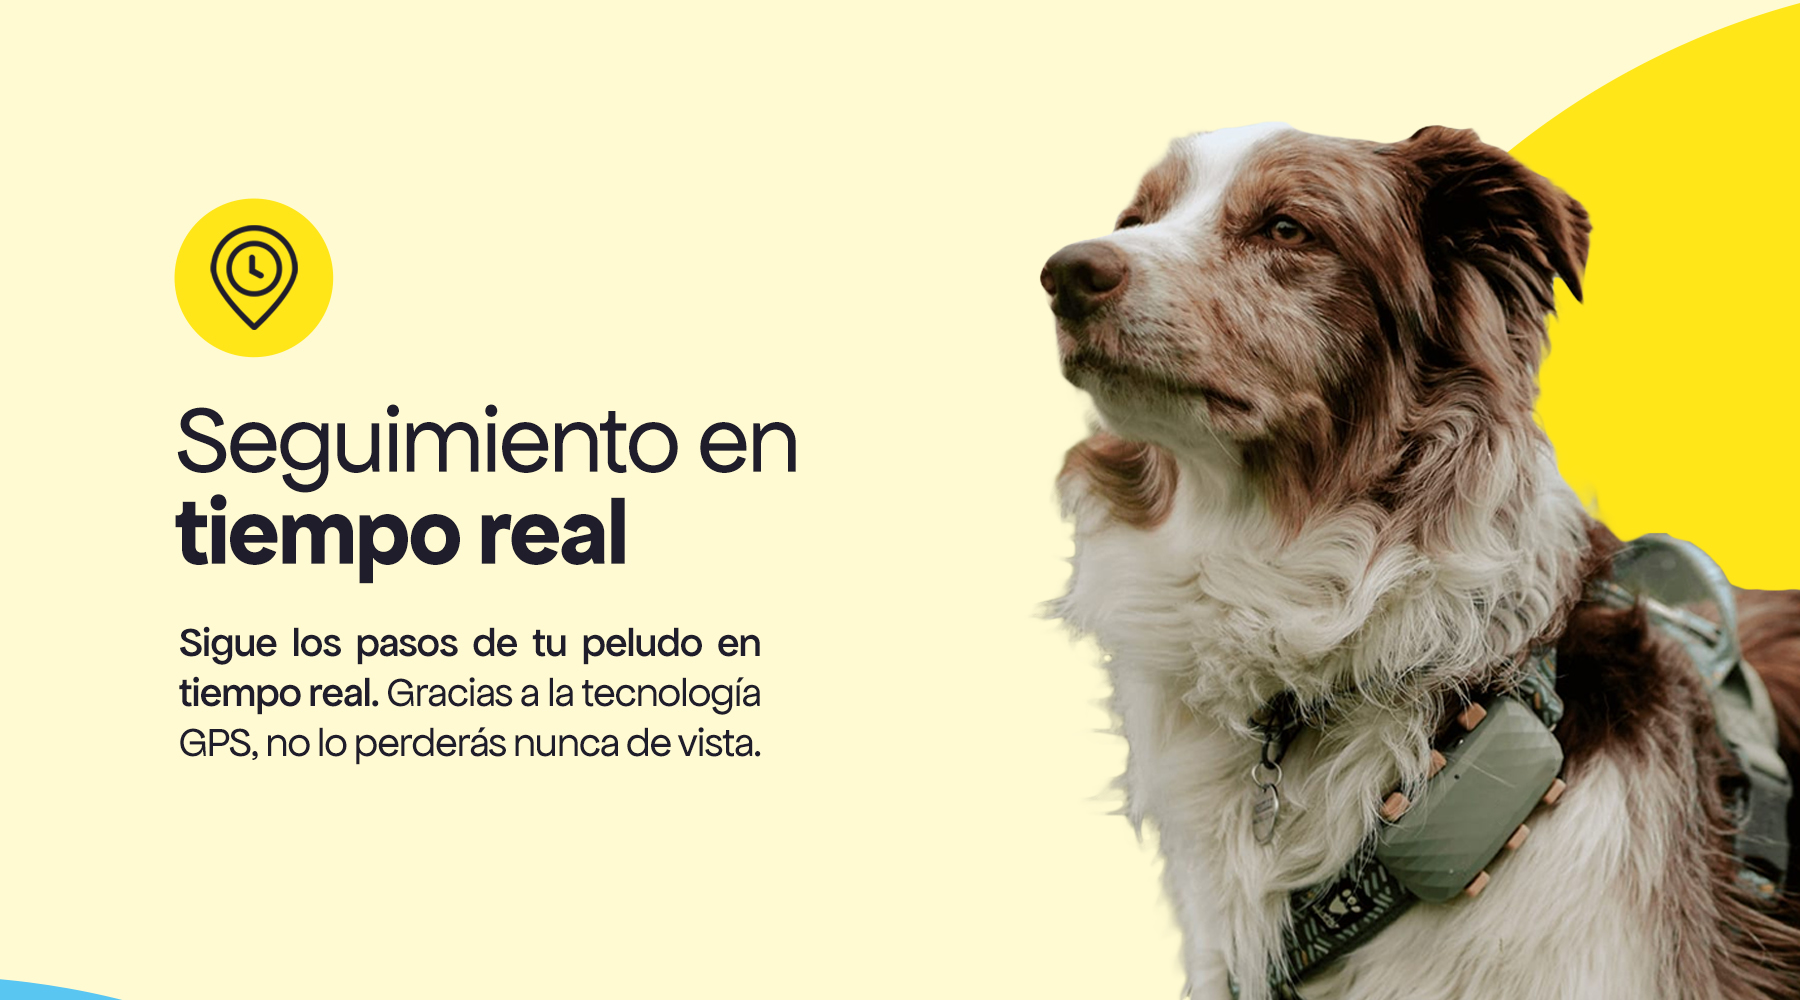 Seguimiento en
tiempo real
Sigue los pasos de tu peludo en
tiempo real. Gracias a la tecnología
GPS, no lo perderás nunca de vista.